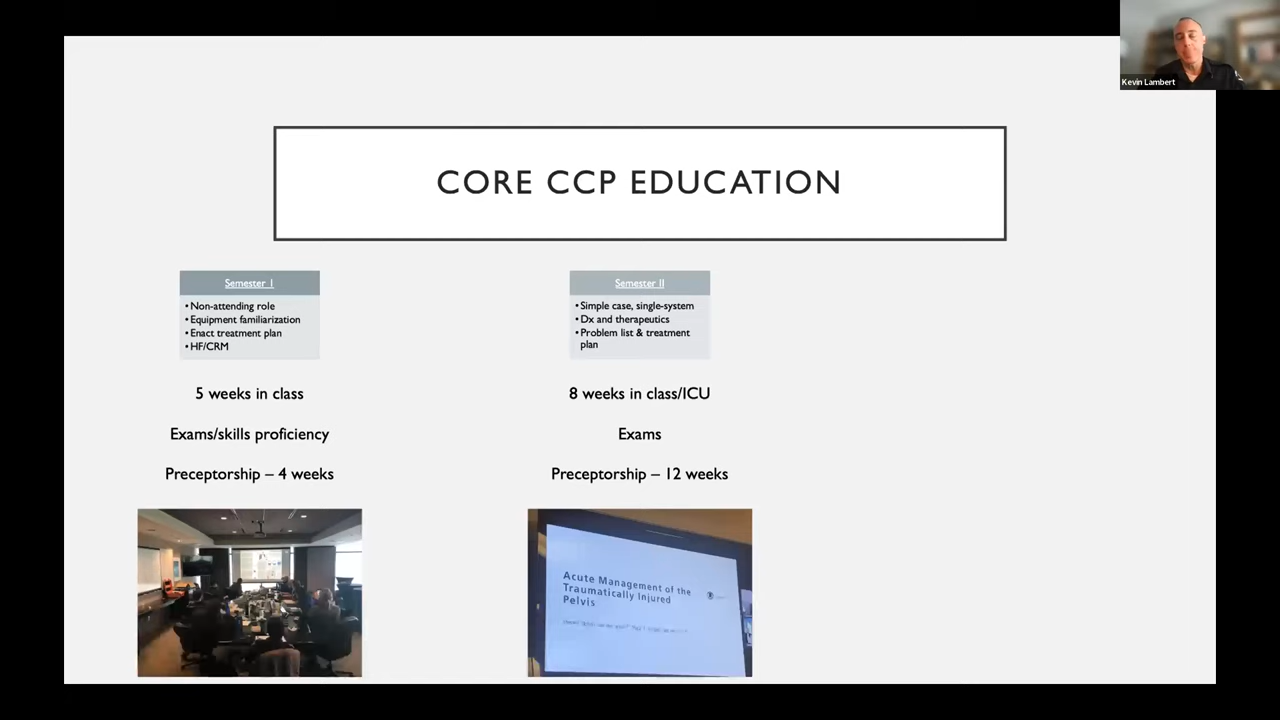 Kevin Lambert
CORE CCP EDUCATION
Semester I
• Non-attending role
• Equipment familiarization
• Enact treatment plan
• HF/CRM
5 weeks in class
Exams/skills proficiency
Preceptorship – 4 weeks
Semester II
• Simple case, single-system
• Dx and therapeutics
• Problem list & treatment
plan
8 weeks in class/ICU
Exams
Preceptorship – 12 weeks
Acute Management of the
Traumatically Injured
Pelvis